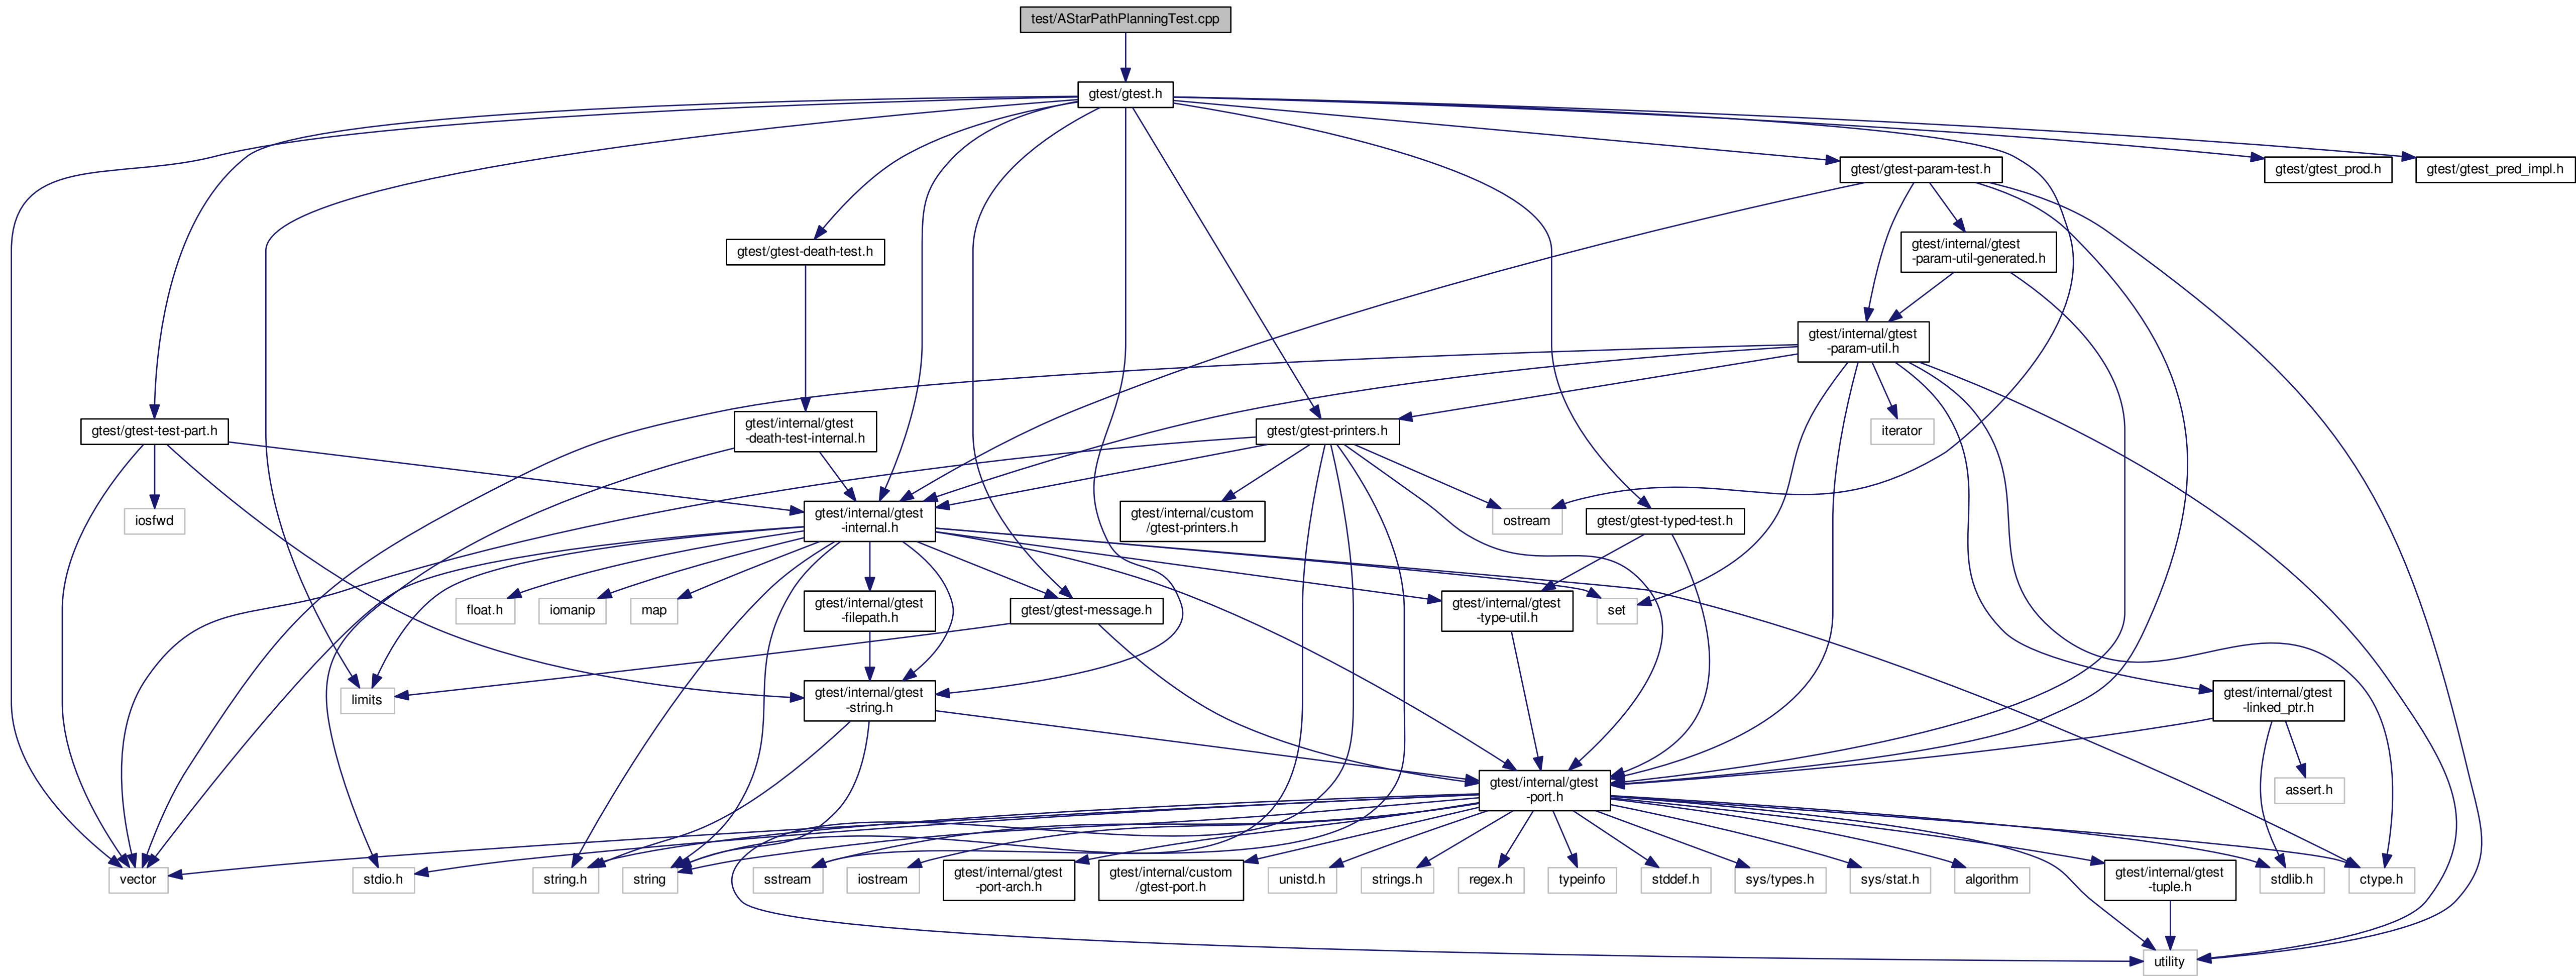 test/AStarPathPlanningTest.cpp
gtest/gtest.h
gtest/gtest-param-test.h
gtest/gtest_prod.h
gtest/gtest_pred_impl.h
gtest/gtest-death-test.h
gtest/internal/gtest
-param-util-generated.h
gtest/internal/gtest
-param-util.h
gtest/gtest-test-part.h
gtest/internal/gtest
-death-test-internal.h
gtest/gtest-printers.h
iterator
iosfwd
gtest/internal/gtest
-internal.h
gtest/internal/custom
/gtest-printers.h
ostream
gtest/gtest-typed-test.h
float.h
iomanip
map
gtest/internal/gtest
-filepath.h
gtest/gtest-message.h
gtest/internal/gtest
-type-util.h
set
limits
gtest/internal/gtest
-string.h
gtest/internal/gtest
-linked_ptr.h
gtest/internal/gtest
-port.h
assert.h
vector
stdio.h
string.h
string
sstream
iostream
gtest/internal/gtest
-port-arch.h
gtest/internal/custom
/gtest-port.h
unistd.h
strings.h
regex.h
typeinfo
stddef.h
sys/types.h
sys/stat.h
algorithm
gtest/internal/gtest
-tuple.h
stdlib.h
ctype.h
utility